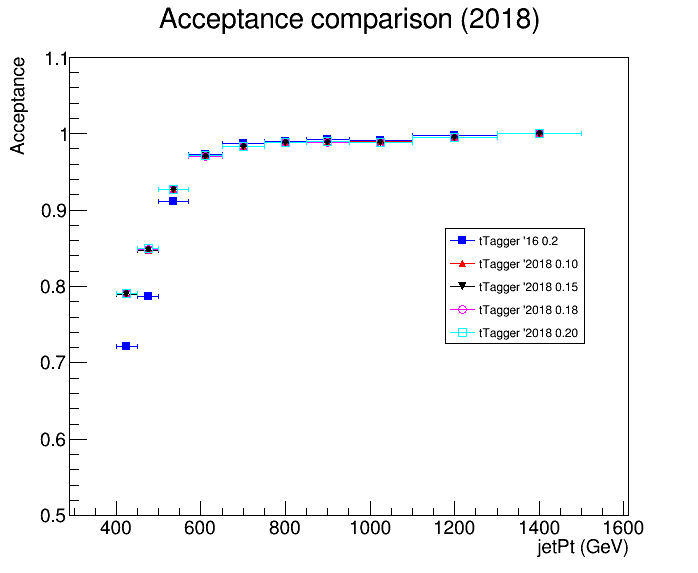 Acceptance comparison (2018)
Acceptance
1.1
1
0.9
0.8
0.7
0.6
0.5
tTagger '16 0.2
tTagger '2018 0.10
tTagger '2018 0.15
tTagger '2018 0.18
tTagger '2018 0.20
400 600 800 1000 1200 1400 1600
jetPt (GeV)